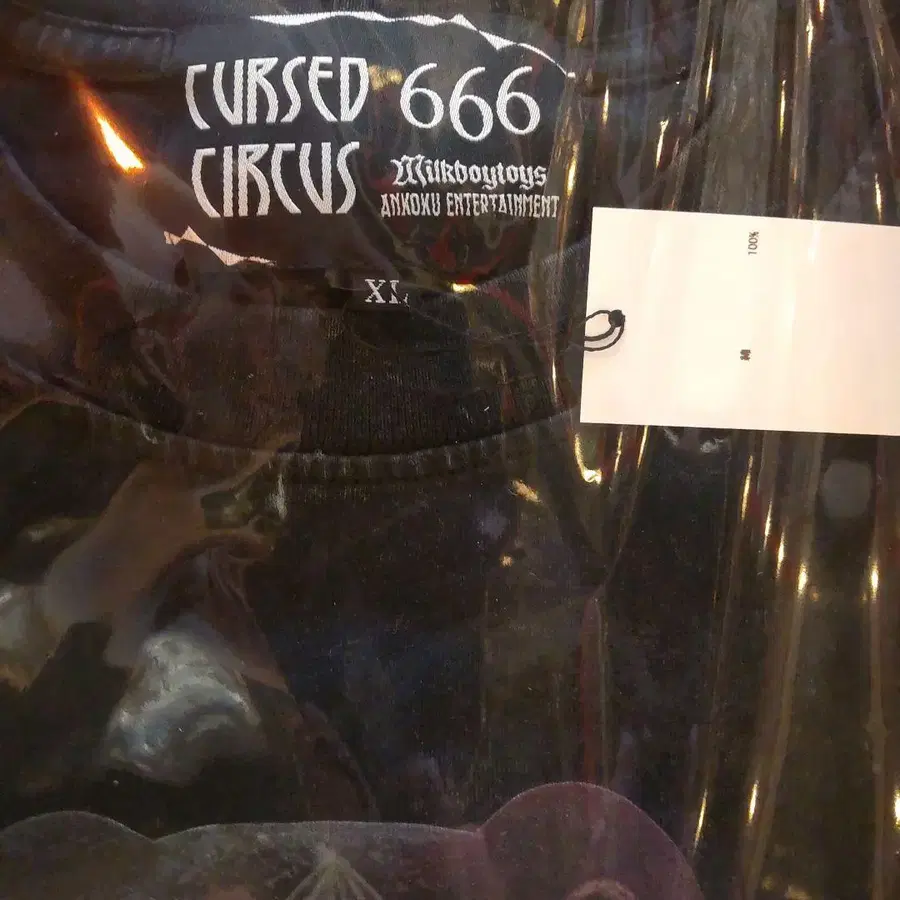 CURSED 666
CIRCUS
Milkboytoys
ANKOKU ENTERTAINMENT
XL
100%